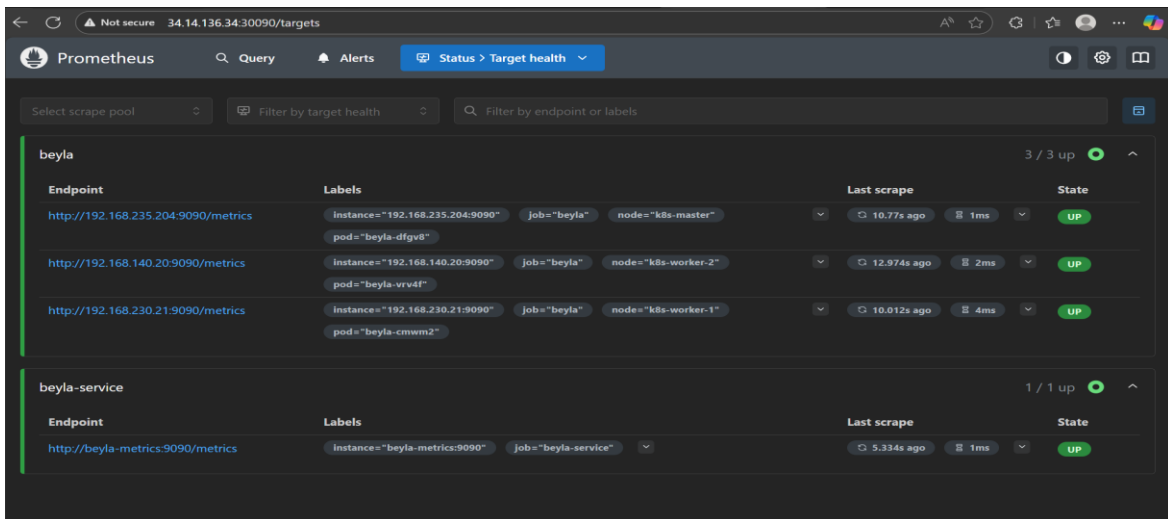 Not secure 34.14.136.34:30090/targets
Prometheus Query Alerts Status > Target health
Select scrape pool Filter by target health Filter by endpoint or labels
beyla 3 / 3 up
Endpoint Labels Last scrape State
http://192.168.235.204:9090/metrics instance="192.168.235.204:9090" job="beyla" node="k8s-master" 10.77s ago 1ms UP
pod="beyla-dfgv8"
http://192.168.140.20:9090/metrics instance="192.168.140.20:9090" job="beyla" node="k8s-worker-2" 12.974s ago 2ms UP
pod="beyla-vrv4f"
http://192.168.230.21:9090/metrics instance="192.168.230.21:9090" job="beyla" node="k8s-worker-1" 10.012s ago 4ms UP
pod="beyla-cmwm2"
beyla-service 1 / 1 up
Endpoint Labels Last scrape State
http://beyla-metrics:9090/metrics instance="beyla-metrics:9090" job="beyla-service" 5.334s ago 1ms UP